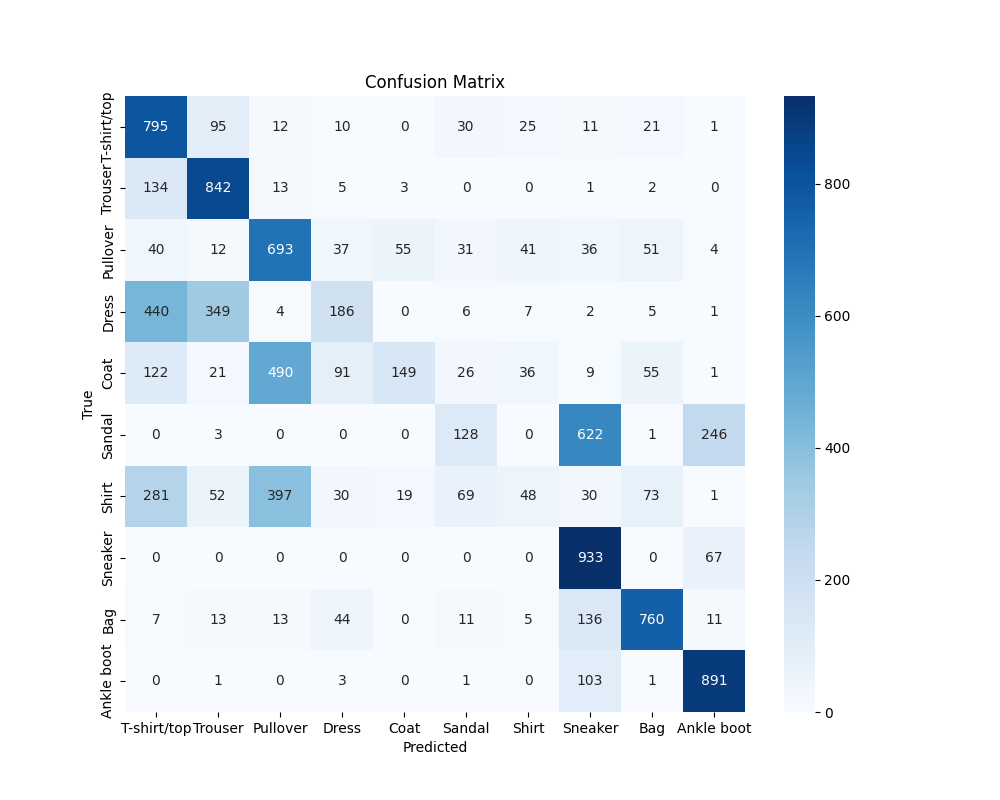 Confusion Matrix
T-shirt/top 795 95 12 10 0 30 25 11 21 1
Trouser 134 842 13 5 3 0 0 1 2 0
Pullover 40 12 693 37 55 31 41 36 51 4
Dress 440 349 4 186 0 6 7 2 5 1
Coat 122 21 490 91 149 26 36 9 55 1
Sandal 0 3 0 0 0 128 0 622 1 246
Shirt 281 52 397 30 19 69 48 30 73 1
Sneaker 0 0 0 0 0 0 0 933 0 67
Bag 7 13 13 44 0 11 5 136 760 11
Ankle boot 0 1 0 3 0 1 0 103 1 891
True
T-shirt/top Trouser Pullover Dress Coat Sandal Shirt Sneaker Bag Ankle boot
Predicted
800
600
400
200
0